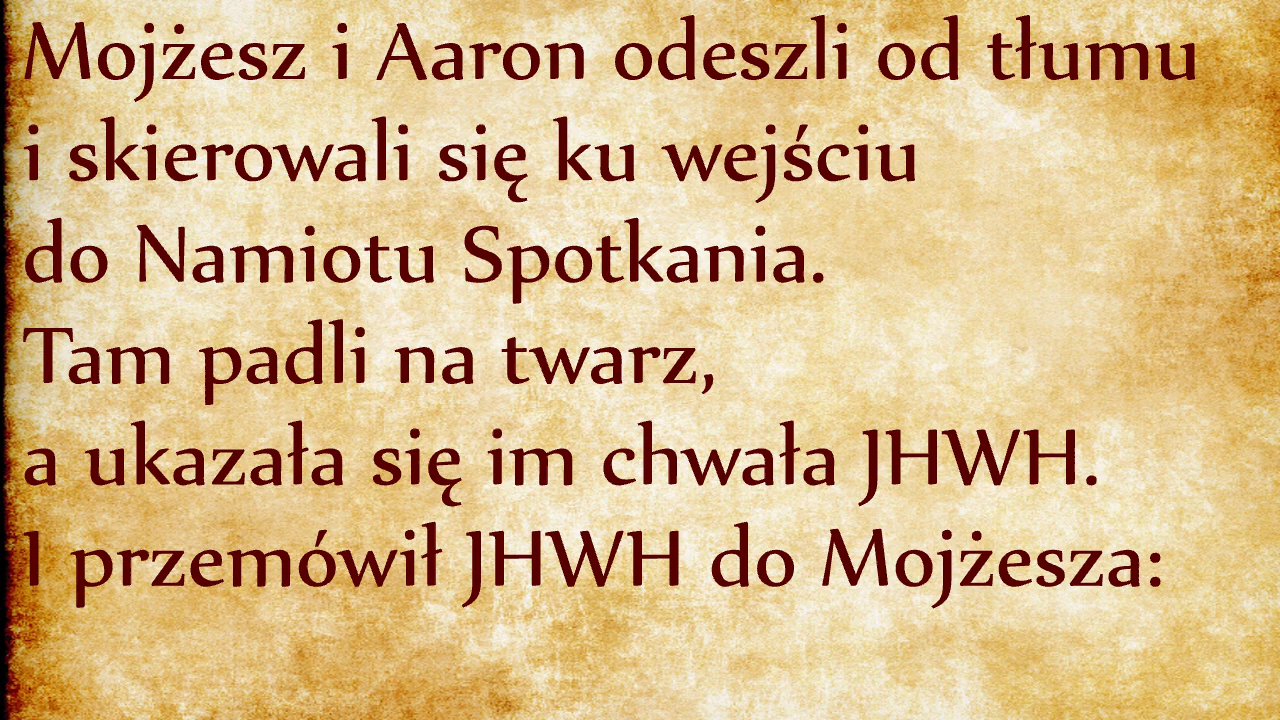 Mojżesz i Aaron odeszli od tłumu
i skierowali się ku wejściu
do Namiotu Spotkania.
Tam padli na twarz,
a ukazała się im chwała JHWH.
I przemówił JHWH do Mojżesza: